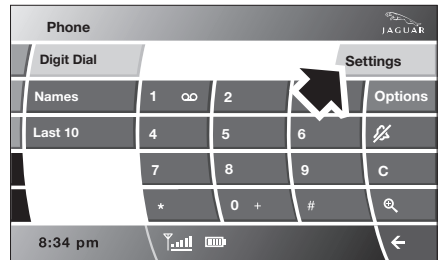 Phone
JAGUAR
Digit Dial
Settings
Names
1
2
Options
Last 10
4
5
6
7
8
9
C
*
0 +
#
8:34 pm